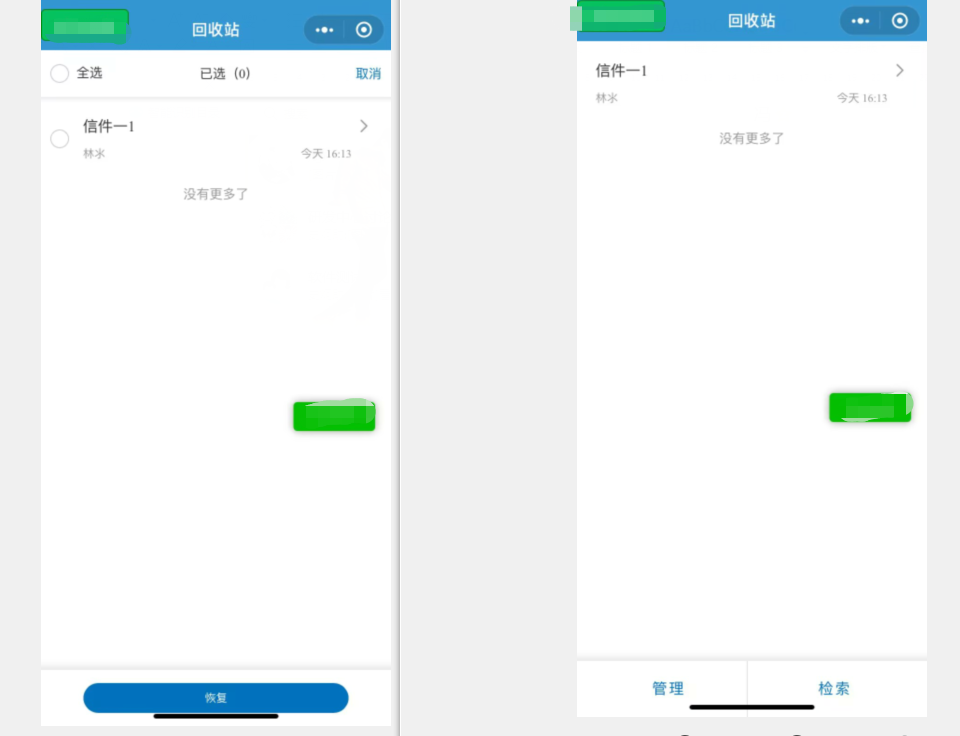 回收站
全选
已选（0）
取消
信件一1
林水
今天 16:13
没有更多了
恢复
回收站
信件一1
林水
今天 16:13
没有更多了
管理
检索